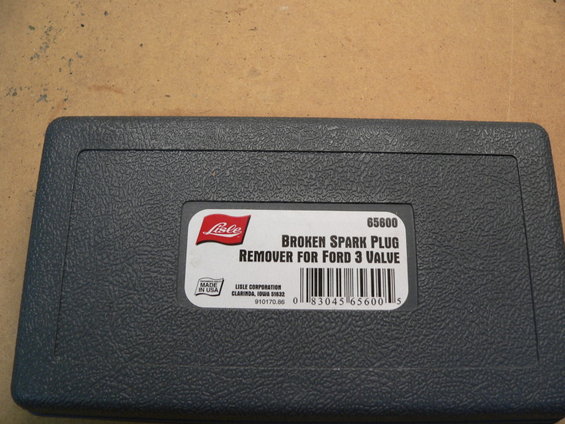 Lisle
65600
BROKEN SPARK PLUG
REMOVER FOR FORD 3 VALVE
MADE
IN USA
LISLE CORPORATION
CLARINDA, IOWA 51632
910170.86
0 83045 65600 5